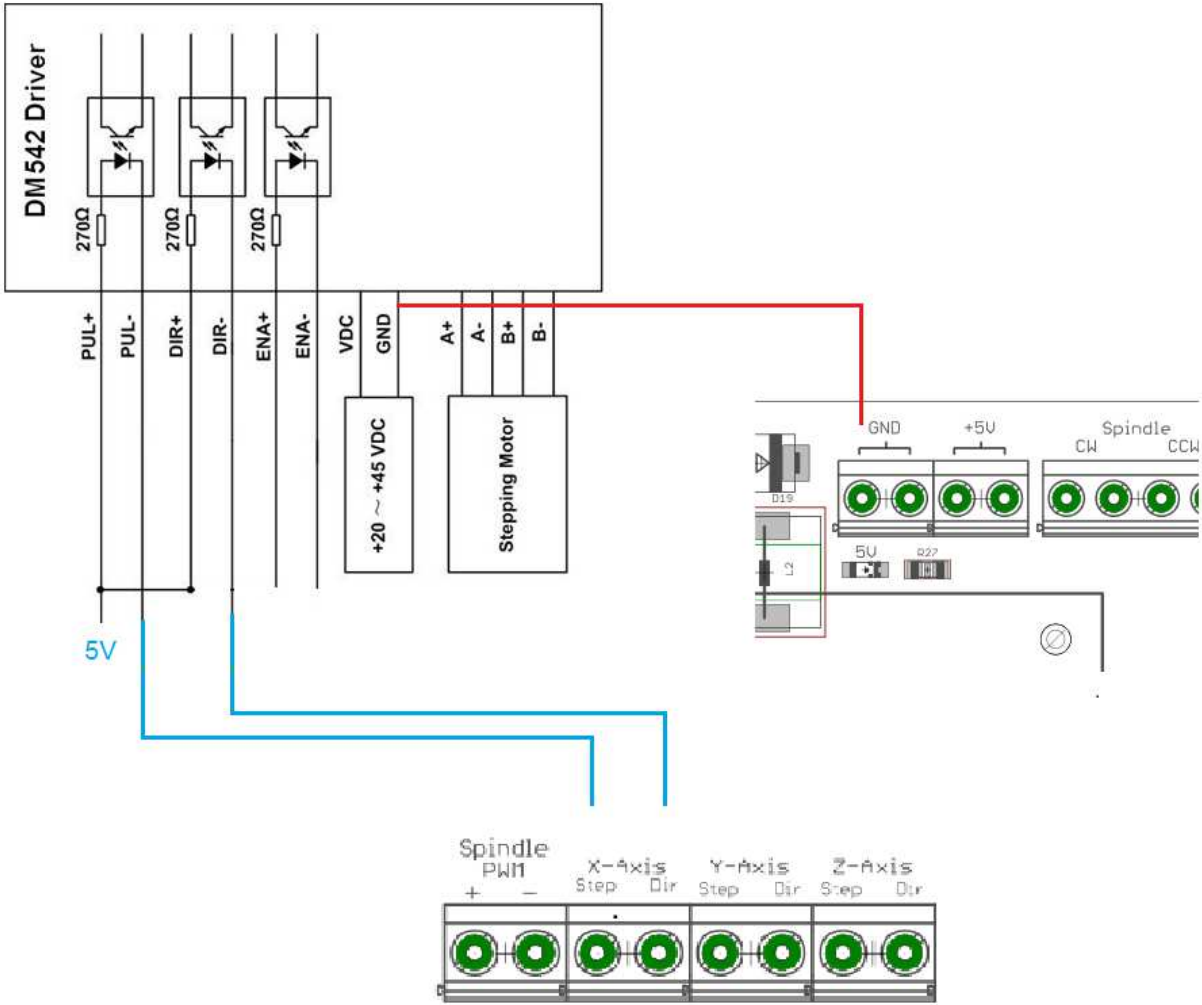 DM542 Driver
270Ω
270Ω
270Ω
PUL+
PUL-
DIR+
DIR-
ENA+
ENA-
VDC
GND
A+
A-
B+
B-
+20 ～ +45 VDC
Stepping Motor
5V
GND
+5V
Spindle
CW
CCW
D19
5V
R27
L2
Spindle
PWM
+ -
X-Axis
Step Dir
Y-Axis
Step Dir
Z-Axis
Step Dir